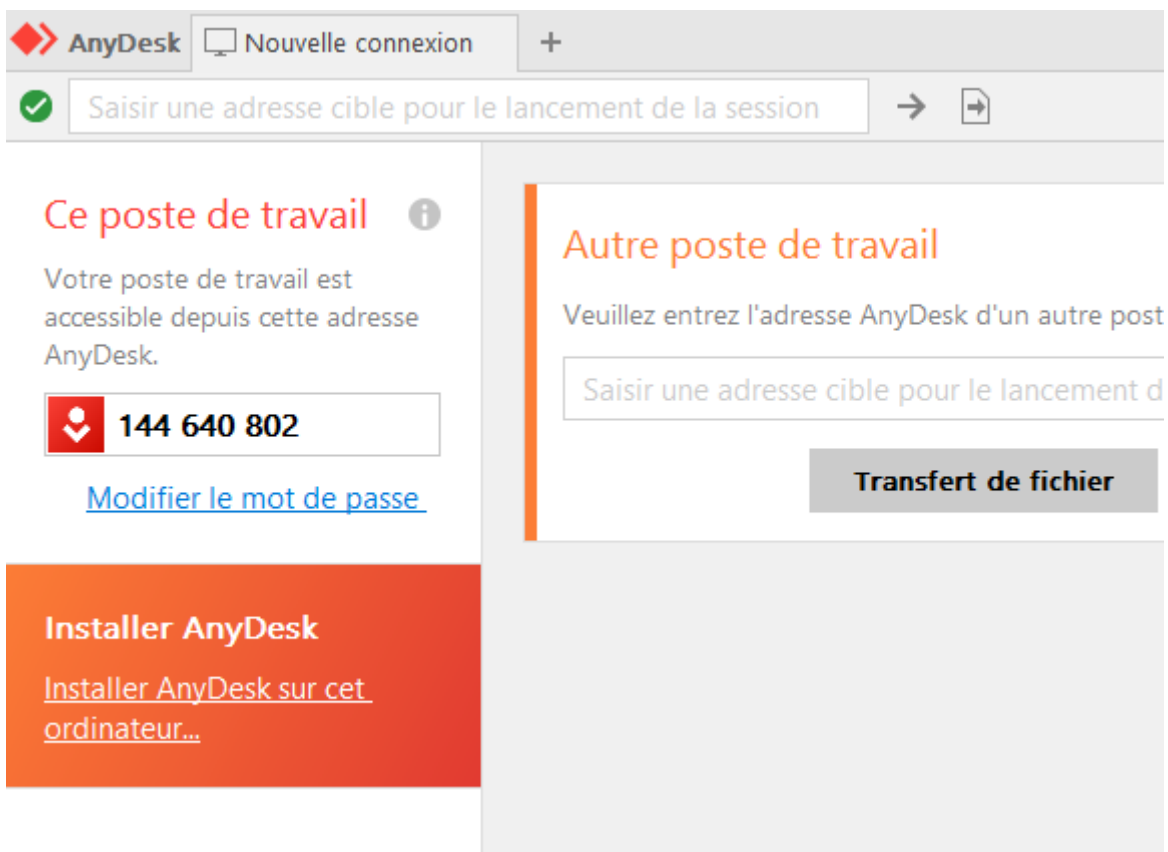 AnyDesk
Nouvelle connexion
+
Saisir une adresse cible pour le lancement de la session
Ce poste de travail
Votre poste de travail est
accessible depuis cette adresse
AnyDesk.
144 640 802
Modifier le mot de passe
Installer AnyDesk
Installer AnyDesk sur cet
ordinateur...
Autre poste de travail
Veuillez entrez l'adresse AnyDesk d'un autre post
Saisir une adresse cible pour le lancement d
Transfert de fichier